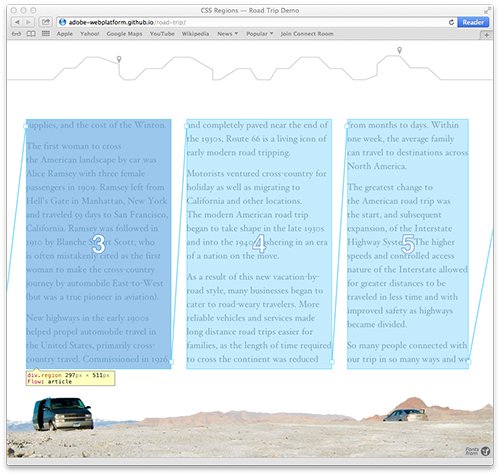 CSS Regions — Road Trip Demo
adobe-webplatform.github.io/road-trip/
Reader
Apple Yahoo! Google Maps YouTube Wikipedia News Popular Join Connect Room
supplies, and the cost of the Winton.
The first woman to cross
the American landscape by car was
Alice Ramsey with three female
passengers in 1909. Ramsey left from
Hell's Gate in Manhattan, New York
and traveled 59 days to San Francisco,
California. Ramsey was followed in
1910 by Blanche Stuart Scott, who
is often mistakenly cited as the first
woman to make the cross-country
journey by automobile East-to-West
(but was a true pioneer in aviation).
New highways in the early 1900s
helped propel automobile travel in
the United States, primarily cross-
country travel. Commissioned in 1926
3
and completely paved near the end of
the 1930s, Route 66 is a living icon of
early modern road tripping.
Motorists ventured cross-country for
holiday as well as migrating to
California and other locations.
The modern American road trip
began to take shape in the late 1930s
and into the 1940s, ushering in an era
of a nation on the move.
As a result of this new vacation-by-
road style, many businesses began to
cater to road-weary travelers. More
reliable vehicles and services made
long distance road trips easier for
families, as the length of time required
to cross the continent was reduced
4
from months to days. Within
one week, the average family
can travel to destinations across
North America.
The greatest change to
the American road trip was
the start, and subsequent
expansion, of the Interstate
Highway System. The higher
speeds and controlled access
nature of the Interstate allowed
for greater distances to be
traveled in less time and with
improved safety as highways
became divided.
So many people connected with
our trip in so many ways and we
5
div.region 297px × 511px
Flow: article
Fonts
from